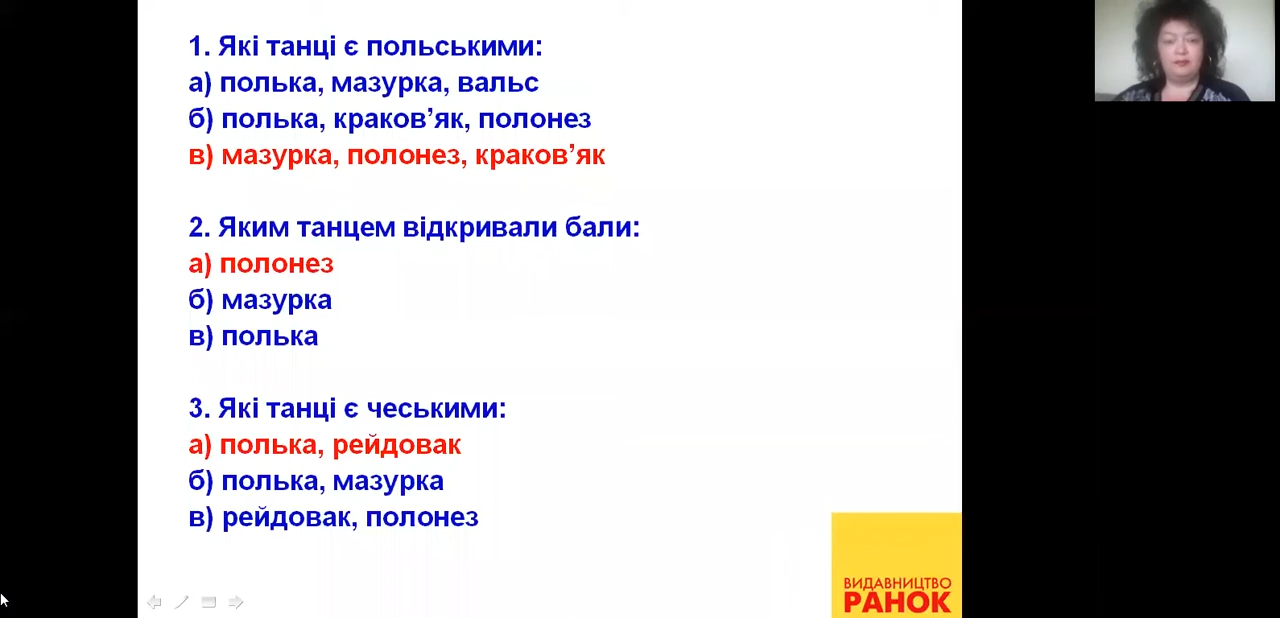 1. Які танці є польськими:
а) полька, мазурка, вальс
б) полька, краков’як, полонез
в) мазурка, полонез, краков’як
2. Яким танцем відкривали бали:
а) полонез
б) мазурка
в) полька
3. Які танці є чеськими:
а) полька, рейдовак
б) полька, мазурка
в) рейдовак, полонез
ВИДАВНИЦТВО
РАНОК